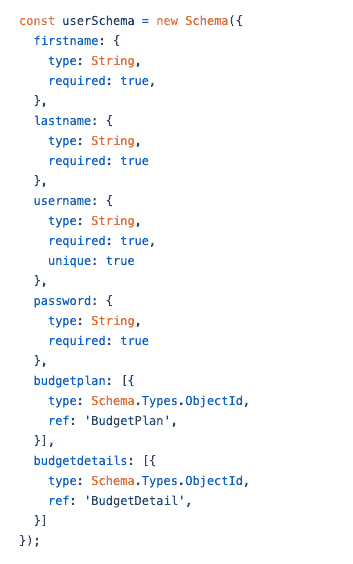 const userSchema = new Schema({
  firstname: {
    type: String,
    required: true,
  },
  lastname: {
    type: String,
    required: true
  },
  username: {
    type: String,
    required: true,
    unique: true
  },
  password: {
    type: String,
    required: true
  },
  budgetplan: [{
    type: Schema.Types.ObjectId,
    ref: 'BudgetPlan',
  }],
  budgetdetails: [{
    type: Schema.Types.ObjectId,
    ref: 'BudgetDetail',
  }]
});